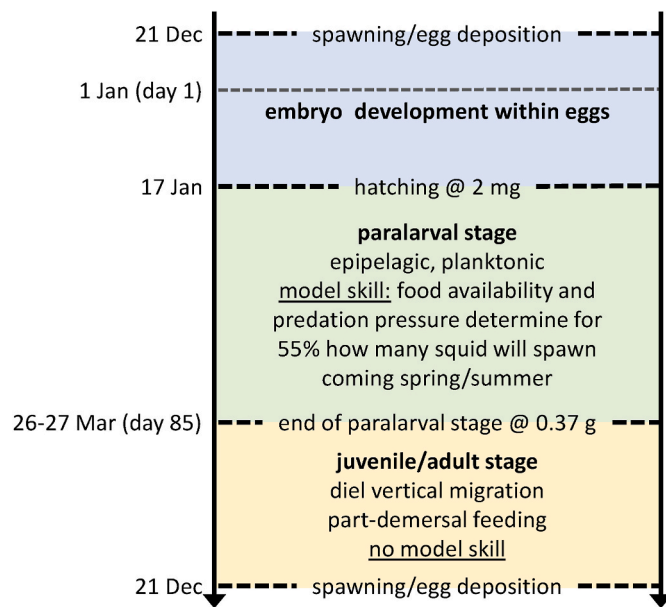 21 Dec spawning/egg deposition
1 Jan (day 1)
embryo development within eggs
17 Jan hatching @ 2 mg
paralarval stage
epipelagic, planktonic
model skill: food availability and
predation pressure determine for
55% how many squid will spawn
coming spring/summer
26-27 Mar (day 85) end of paralarval stage @ 0.37 g
juvenile/adult stage
diel vertical migration
part-demersal feeding
no model skill
21 Dec spawning/egg deposition